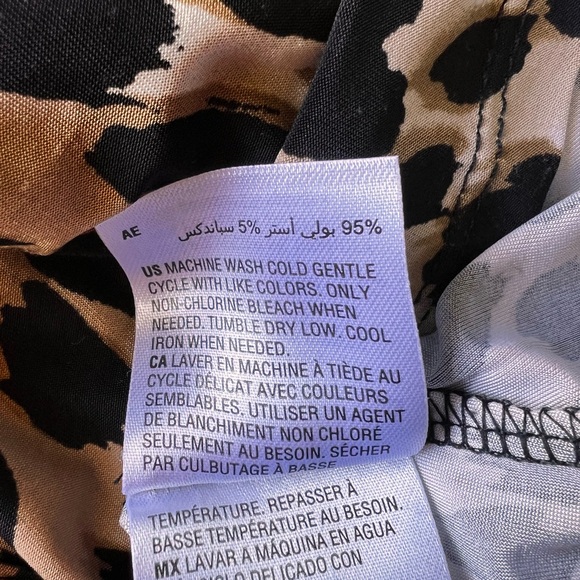 AE 95% بولي أستر 5% سباندكس
US MACHINE WASH COLD GENTLE
CYCLE WITH LIKE COLORS. ONLY
NON-CHLORINE BLEACH WHEN
NEEDED. TUMBLE DRY LOW. COOL
IRON WHEN NEEDED.
CA LAVER EN MACHINE À TIÈDE AU
CYCLE DÉLICAT AVEC COULEURS
SEMBLABLES. UTILISER UN AGENT
DE BLANCHIMENT NON CHLORÉ
SEULEMENT AU BESOIN. SÉCHER
PAR CULBUTAGE À BASSE
TEMPÉRATURE. REPASSER À
BASSE TEMPÉRATURE AU BESOIN.
MX LAVAR A MÁQUINA EN AGUA
CICLO DELICADO CON